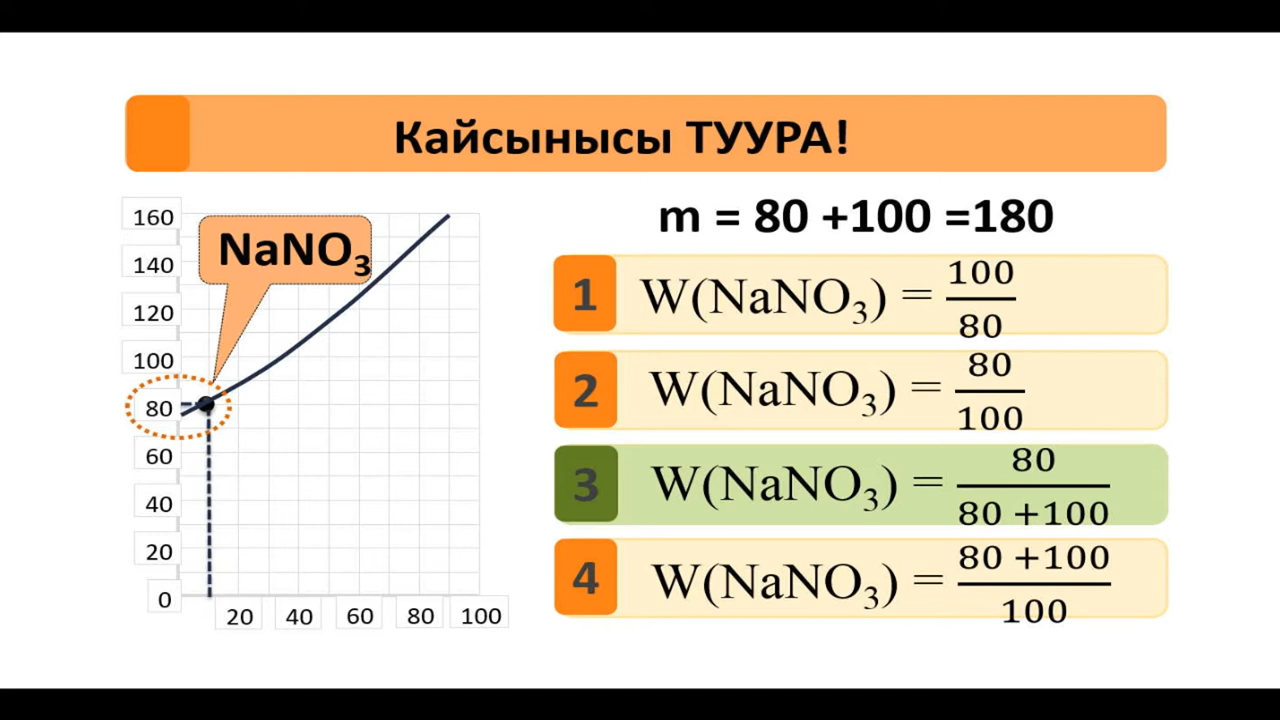 Кайсынысы ТУУРА!
160
140
120
100
80
60
40
20
0
20 40 60 80 100
NaNO₃
m = 80 +100 =180
1 W(NaNO₃) = 100/80
2 W(NaNO₃) = 80/100
3 W(NaNO₃) = 80/80 +100
4 W(NaNO₃) = 80 +100/100